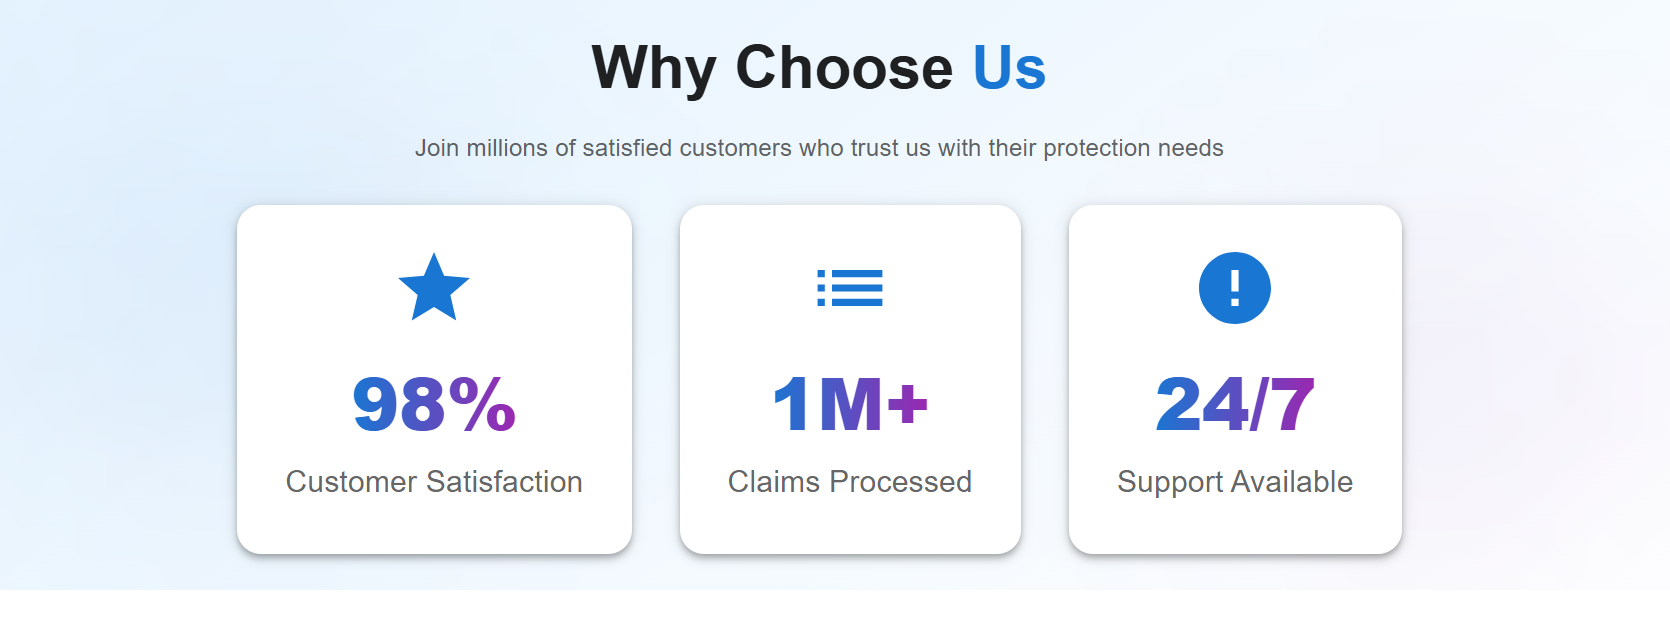 Why Choose Us
Join millions of satisfied customers who trust us with their protection needs
98%
Customer Satisfaction
1M+
Claims Processed
24/7
Support Available